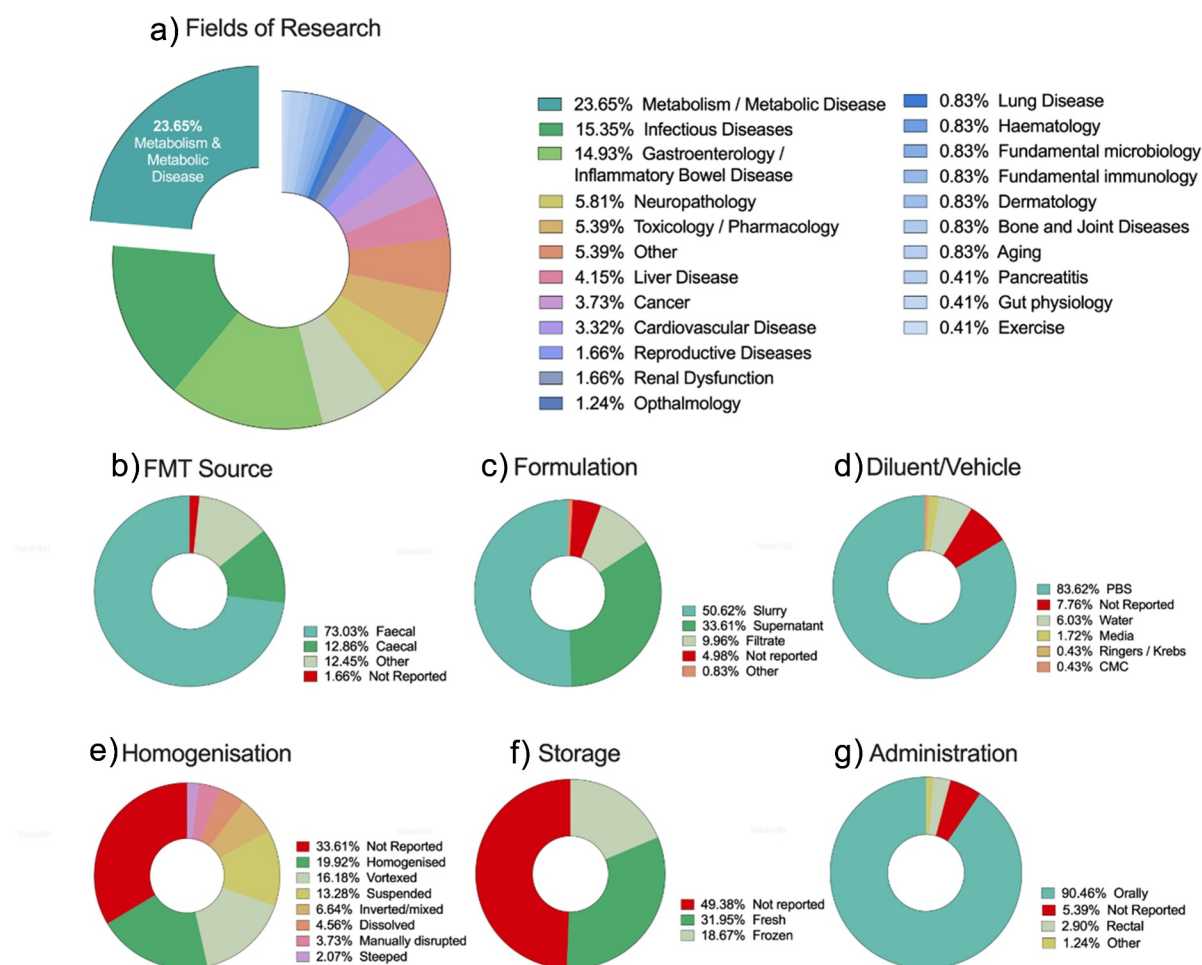 a) Fields of Research
23.65%
Metabolism &
Metabolic
Disease
23.65% Metabolism / Metabolic Disease
15.35% Infectious Diseases
14.93% Gastroenterology /
Inflammatory Bowel Disease
5.81% Neuropathology
5.39% Toxicology / Pharmacology
5.39% Other
4.15% Liver Disease
3.73% Cancer
3.32% Cardiovascular Disease
1.66% Reproductive Diseases
1.66% Renal Dysfunction
1.24% Opthalmology
0.83% Lung Disease
0.83% Haematology
0.83% Fundamental microbiology
0.83% Fundamental immunology
0.83% Dermatology
0.83% Bone and Joint Diseases
0.83% Aging
0.41% Pancreatitis
0.41% Gut physiology
0.41% Exercise
b) FMT Source
73.03% Faecal
12.86% Caecal
12.45% Other
1.66% Not Reported
c) Formulation
50.62% Slurry
33.61% Supernatant
9.96% Filtrate
4.98% Not reported
0.83% Other
d) Diluent/Vehicle
83.62% PBS
7.76% Not Reported
6.03% Water
1.72% Media
0.43% Ringers / Krebs
0.43% CMC
e) Homogenisation
33.61% Not Reported
19.92% Homogenised
16.18% Vortexed
13.28% Suspended
6.64% Inverted/mixed
4.56% Dissolved
3.73% Manually disrupted
2.07% Steeped
f) Storage
49.38% Not reported
31.95% Fresh
18.67% Frozen
g) Administration
90.46% Orally
5.39% Not Reported
2.90% Rectal
1.24% Other